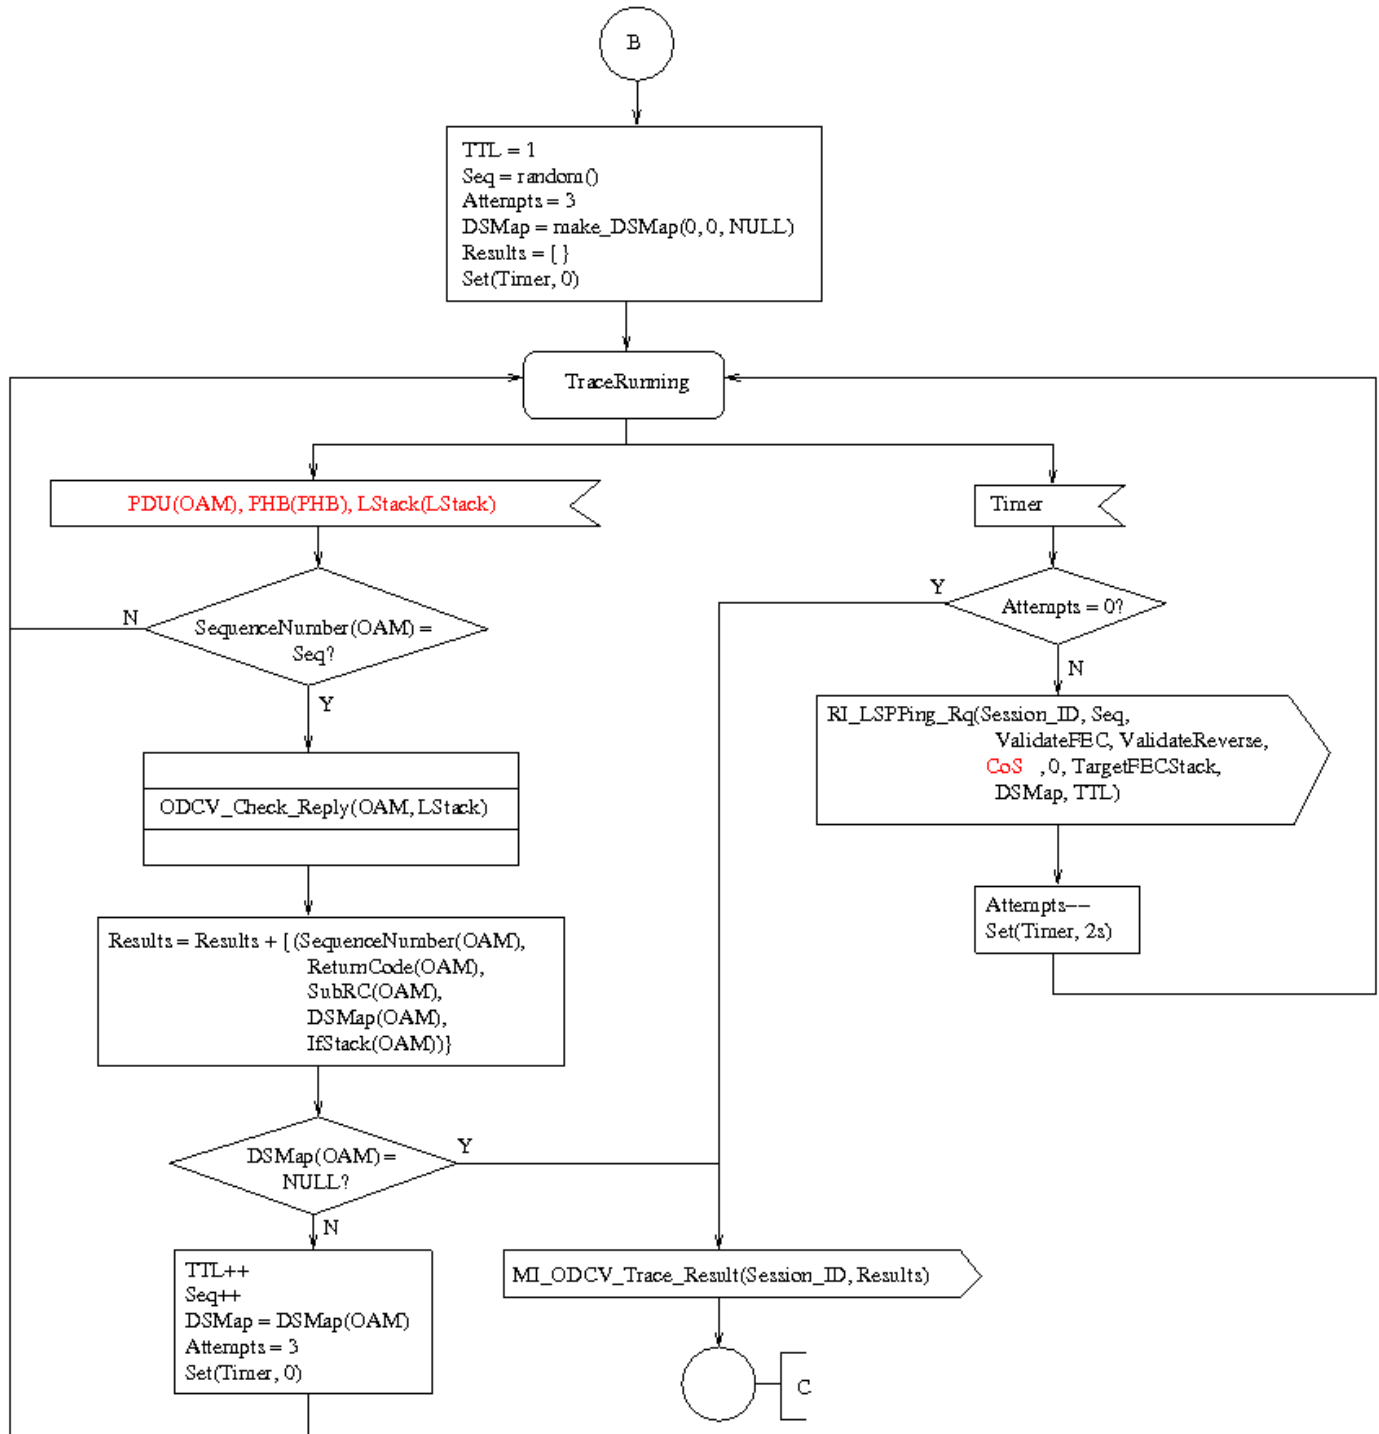 B
TTL = 1
Seq = random()
Attempts = 3
DSMap = make_DSMap(0, 0, NULL)
Results = [ }
Set(Timer, 0)
TraceRunning
PDU(OAM), PHB(PHB), LStack(LStack)
Timer
N
SequenceNumber(OAM) =
Seq?
Y
Y
Attempts = 0?
N
RI_LSPPing_Rq(Session_ID, Seq,
ValidateFEC, ValidateReverse,
CoS , 0, TargetFECStack,
DSMap, TTL)
ODCV_Check_Reply(OAM, LStack)
Attempts--
Set(Timer, 2s)
Results = Results + [ (SequenceNumber(OAM),
ReturnCode(OAM),
SubRC(OAM),
DSMap(OAM),
IfStack(OAM))}
DSMap(OAM) =
NULL?
Y
N
TTL++
Seq++
DSMap = DSMap(OAM)
Attempts = 3
Set(Timer, 0)
MI_ODCV_Trace_Result(Session_ID, Results)
C